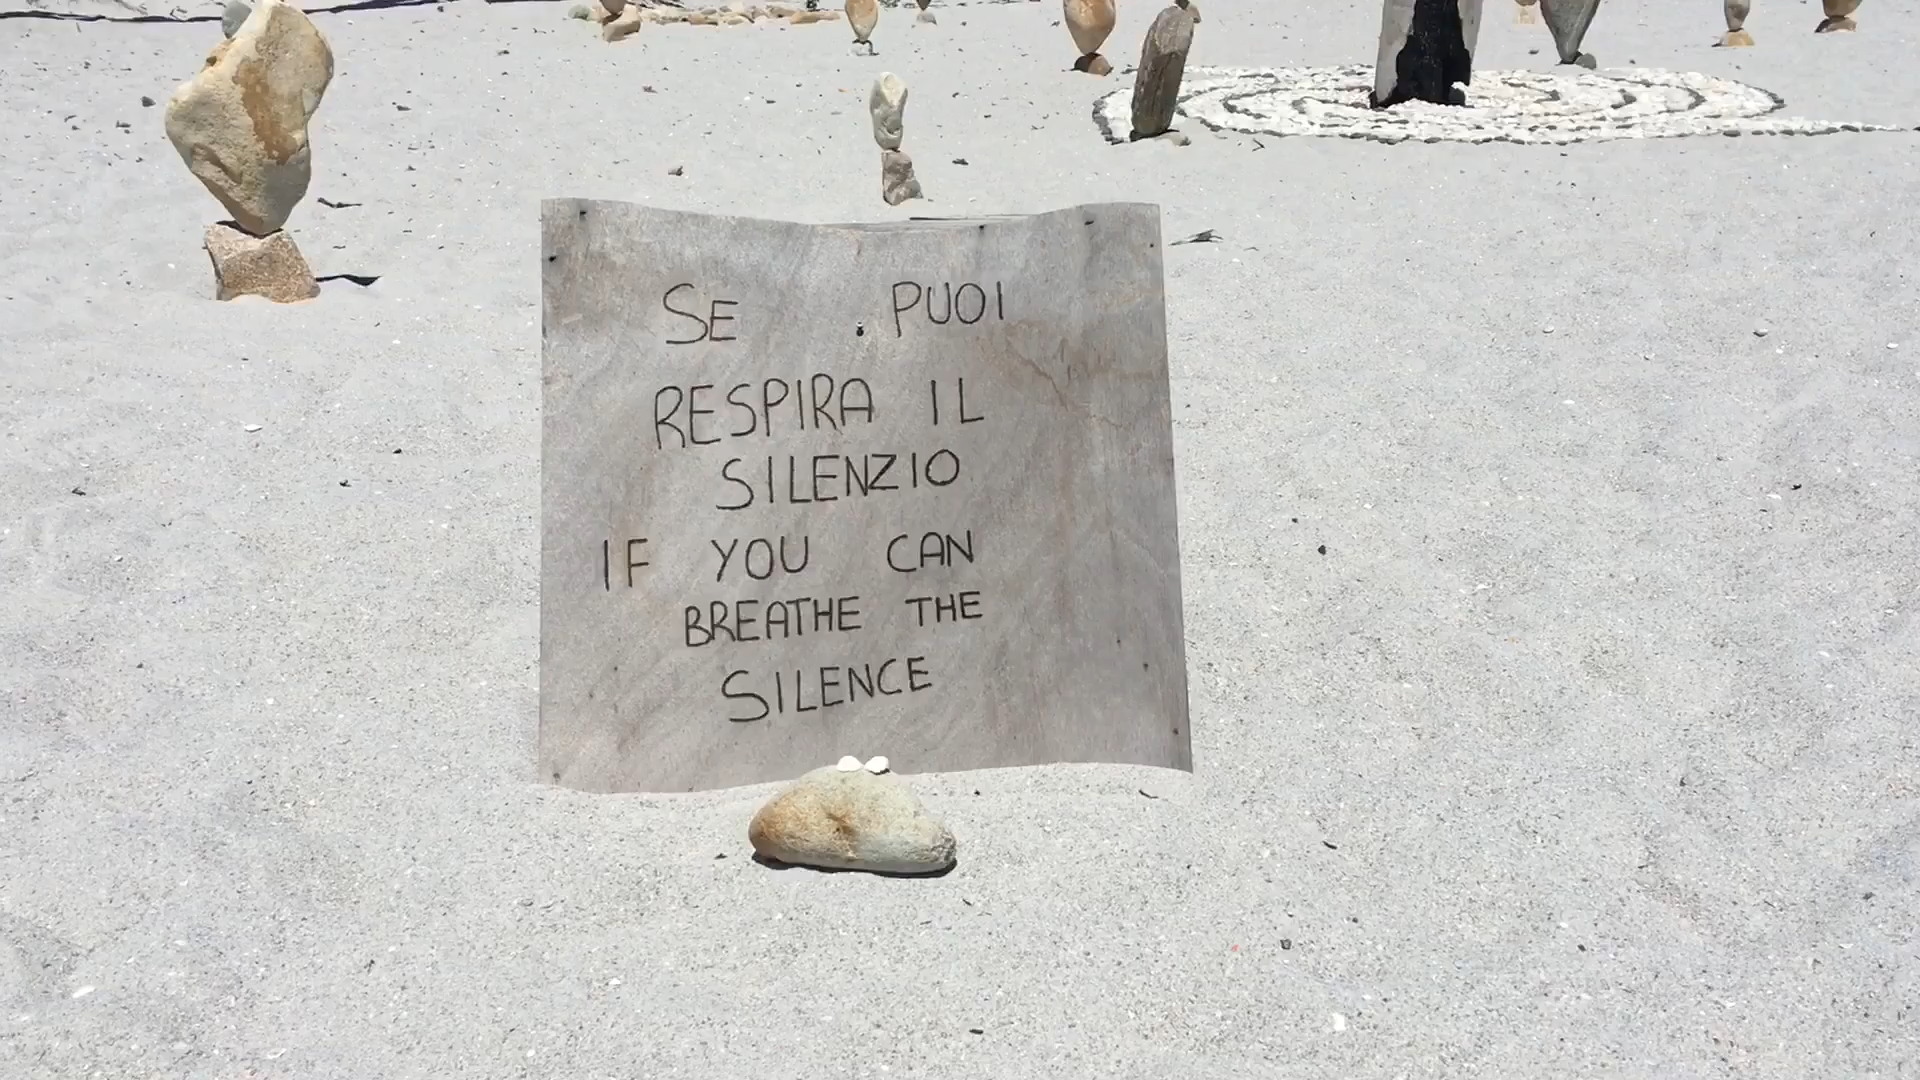 SE PUOI
RESPIRA IL
SILENZIO
IF YOU CAN
BREATHE THE
SILENCE